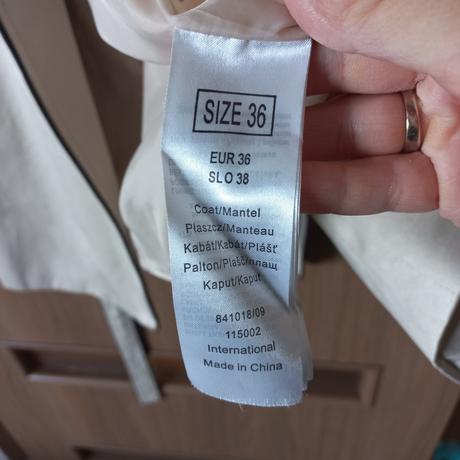 SIZE 36
EUR 36
SLO 38
Coat/Mantel
Płaszcz/Manteau
Kabát/Kabát/Plášť
Palton/Plašč/плащ
Kaput/Kaput
841018/09
115002
International
Made in China